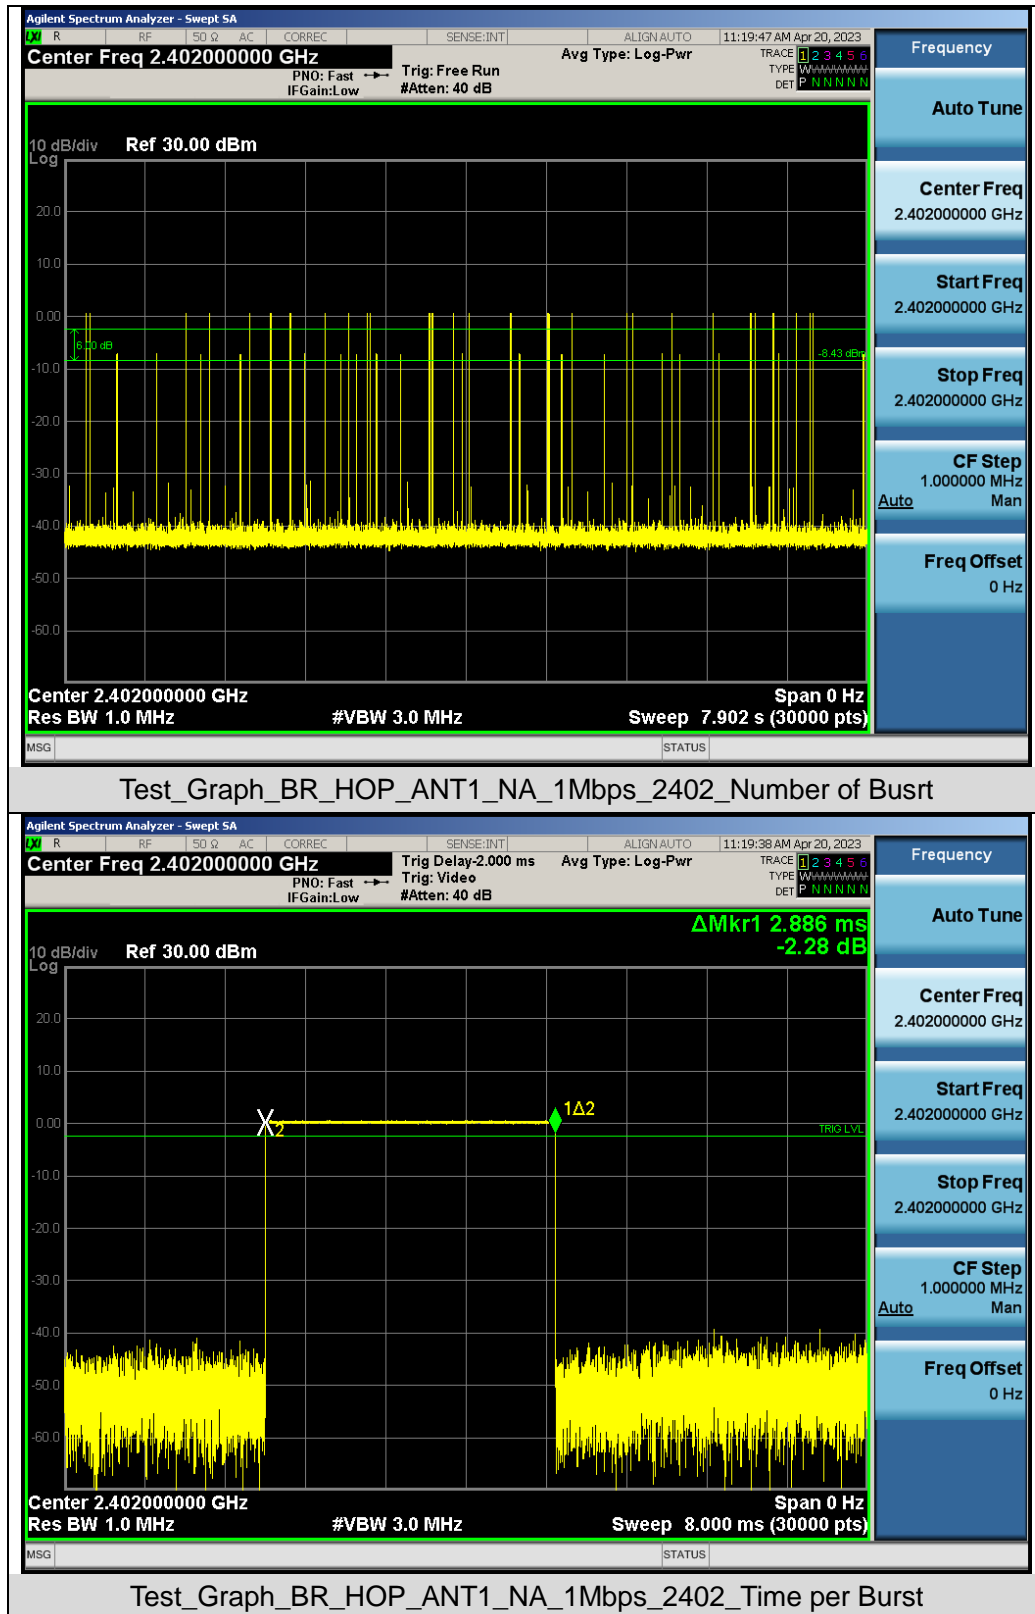 Agilent Spectrum Analyzer - Swept SA
LXI R RF 50 Ω AC CORREC SENSE:INT ALIGN AUTO 11:19:47 AM Apr 20, 2023
Center Freq 2.402000000 GHz
PNO: Fast
IFGain:Low
Trig: Free Run
#Atten: 40 dB
Avg Type: Log-Pwr
TRACE 1 2 3 4 5 6
TYPE W
DET P N N N N N
10 dB/div
Log
Ref 30.00 dBm
20.0
10.0
0.00
-10.0
-20.0
-30.0
-40.0
-50.0
-60.0
6.00 dB
-8.43 dBm
Center 2.402000000 GHz
Span 0 Hz
Res BW 1.0 MHz
#VBW 3.0 MHz
Sweep 7.902 s (30000 pts)
MSG
STATUS
Frequency
Auto Tune
Center Freq
2.402000000 GHz
Start Freq
2.402000000 GHz
Stop Freq
2.402000000 GHz
CF Step
1.000000 MHz
Auto Man
Freq Offset
0 Hz
Test_Graph_BR_HOP_ANT1_NA_1Mbps_2402_Number of Busrt
Agilent Spectrum Analyzer - Swept SA
LXI R RF 50 Ω AC CORREC SENSE:INT ALIGN AUTO 11:19:38 AM Apr 20, 2023
Center Freq 2.402000000 GHz
PNO: Fast
IFGain:Low
Trig Delay-2.000 ms
Trig: Video
#Atten: 40 dB
Avg Type: Log-Pwr
TRACE 1 2 3 4 5 6
TYPE W
DET P N N N N N
ΔMkr1 2.886 ms
-2.28 dB
10 dB/div
Log
Ref 30.00 dBm
20.0
10.0
0.00
-10.0
-20.0
-30.0
-40.0
-50.0
-60.0
2
1Δ2
TRIG LVL
Center 2.402000000 GHz
Span 0 Hz
Res BW 1.0 MHz
#VBW 3.0 MHz
Sweep 8.000 ms (30000 pts)
MSG
STATUS
Frequency
Auto Tune
Center Freq
2.402000000 GHz
Start Freq
2.402000000 GHz
Stop Freq
2.402000000 GHz
CF Step
1.000000 MHz
Auto Man
Freq Offset
0 Hz
Test_Graph_BR_HOP_ANT1_NA_1Mbps_2402_Time per Burst